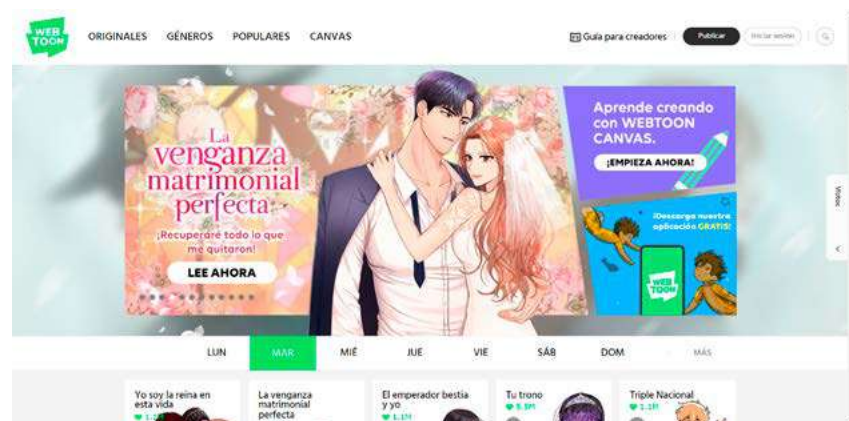 WEB
TOON
ORIGINALES GÉNEROS POPULARES CANVAS
Guía para creadores
Publicar
Iniciar sesión
La
venganza
matrimonial
perfecta
¡Recuperaré todo lo que
me quitaron!
LEE AHORA
Aprende creando
con WEBTOON
CANVAS.
¡EMPIEZA AHORA!
¡Descarga nuestra
aplicación GRATIS!
WEB
TOON
Vistos
LUN MAR MIÉ JUE VIE SÁB DOM MÁS
Yo soy la reina en
esta vida
La venganza
matrimonial
perfecta
El emperador bestia
y yo
1.1M
Tu trono
Triple Nacional